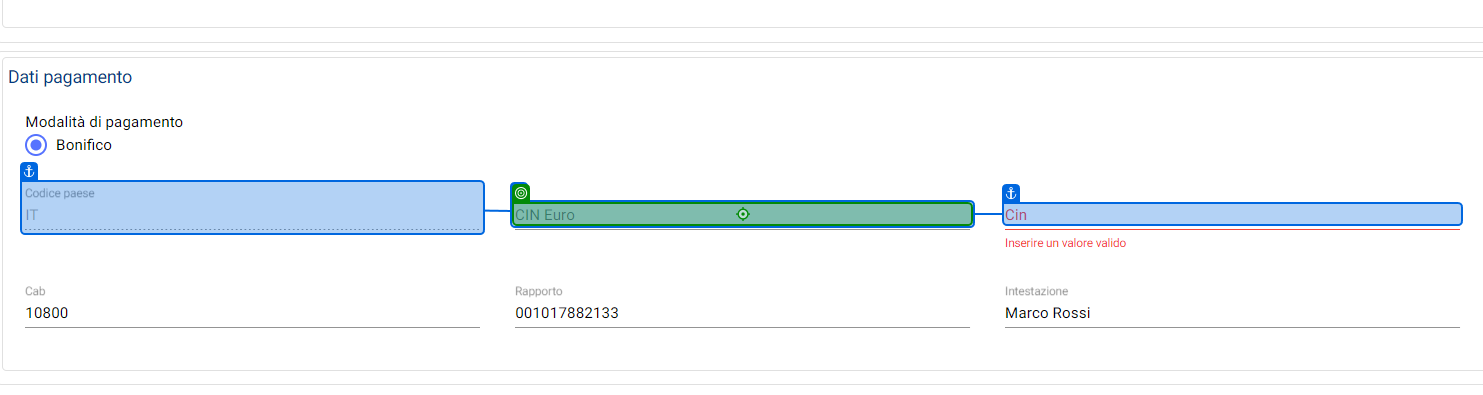 Dati pagamento
Modalità di pagamento
Bonifico
Codice paese
IT
CIN Euro
Cin
Inserire un valore valido
Cab
Rapporto
Intestazione
10800
001017882133
Marco Rossi